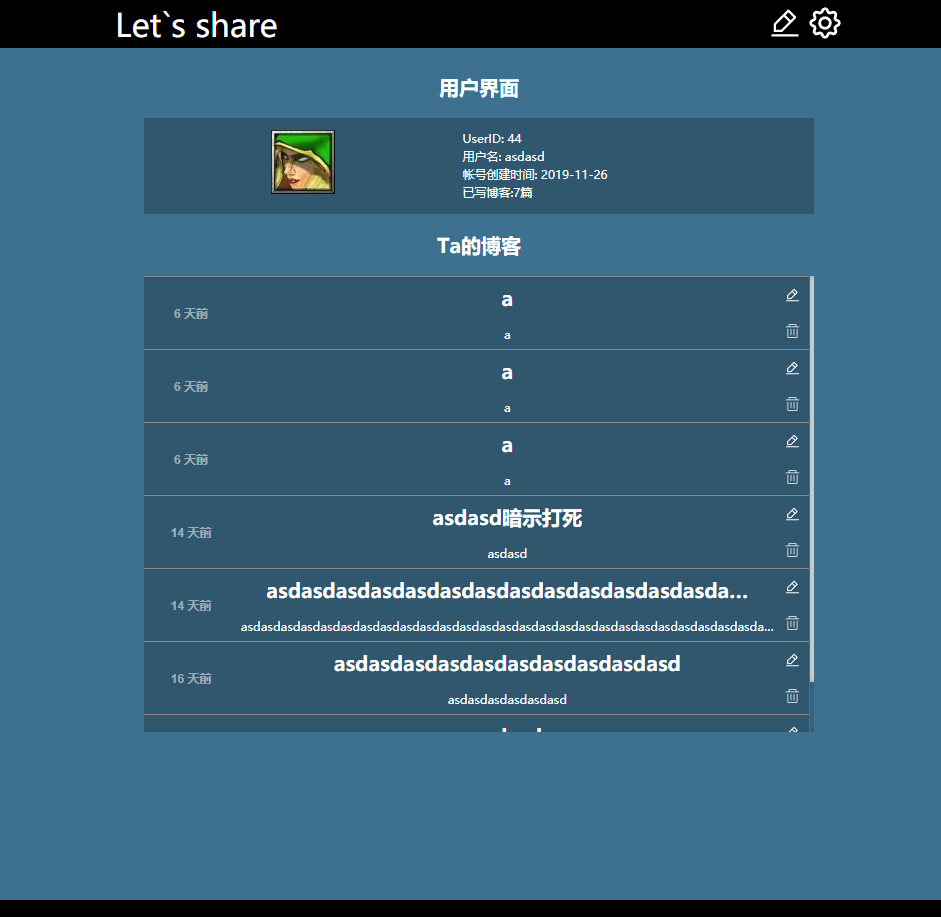 Let`s share
用户界面
UserID: 44
用户名: asdasd
帐号创建时间: 2019-11-26
已写博客:7篇
Ta的博客
6 天前
a
a
6 天前
a
a
6 天前
a
a
14 天前
asdasd暗示打死
asdasd
14 天前
asdasdasdasdasdasdasdasdasdasdasdasdasda...
asdasdasdasdasdasdasdasdasdasdasdasdasdasdasdasdasdasdasdasdasdasdasdasdasdasda...
16 天前
asdasdasdasdasdasdasdasdasd
asdasdasdasdasdasd